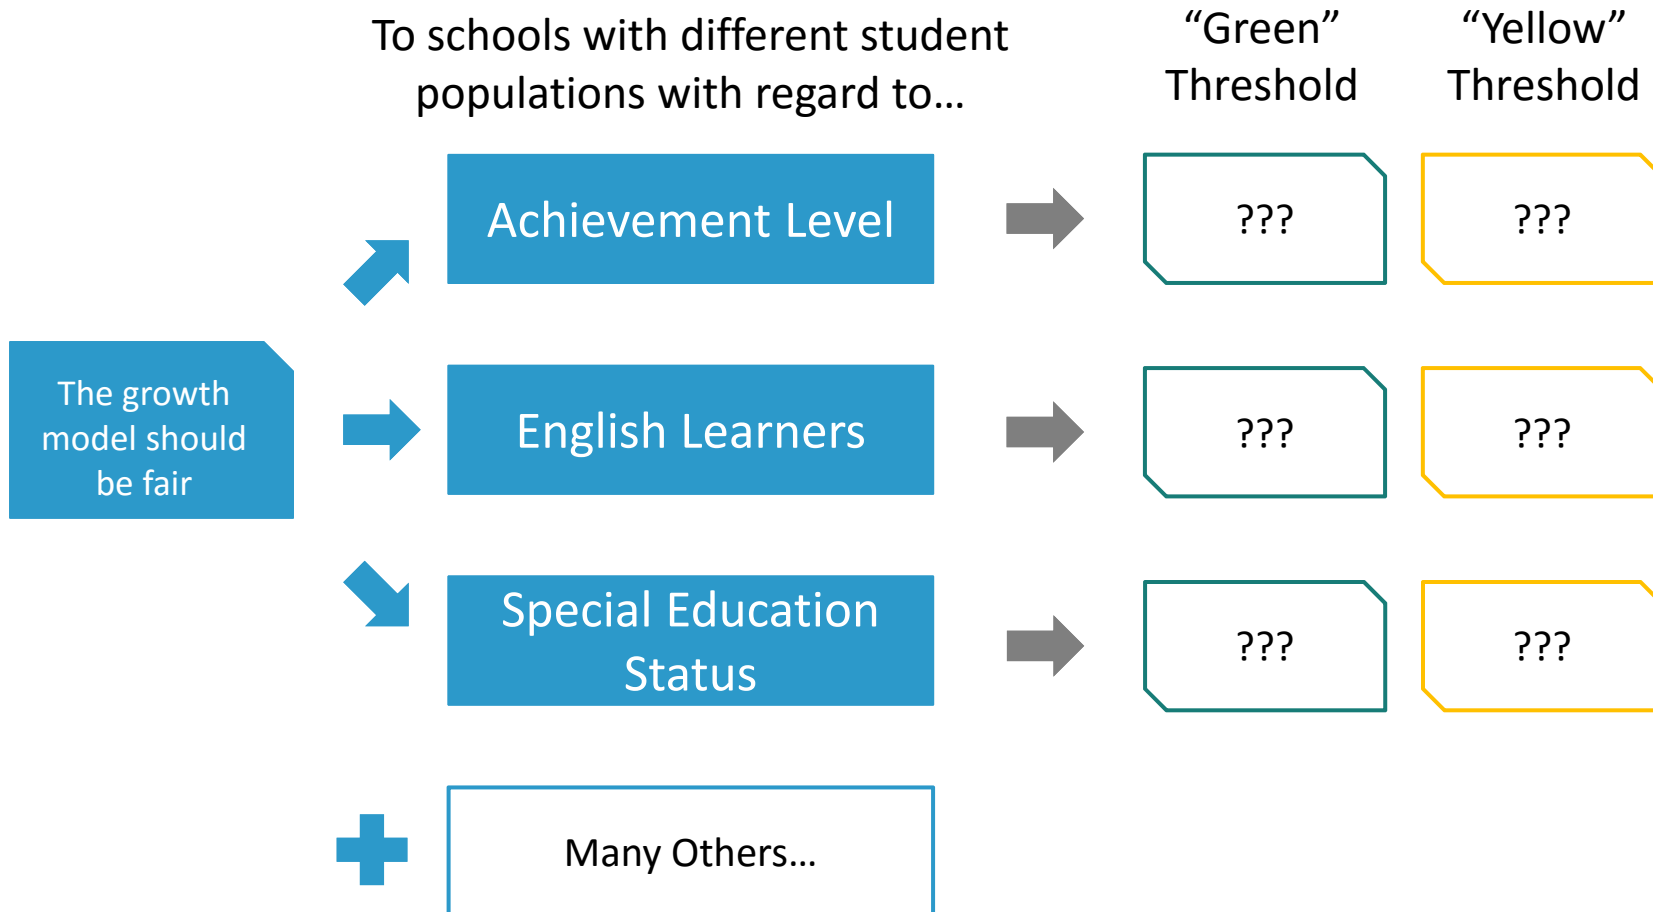 To schools with different student
populations with regard to…
“Green”
Threshold
“Yellow”
Threshold
The growth
model should
be fair
Achievement Level
???
???
English Learners
???
???
Special Education
Status
???
???
Many Others…